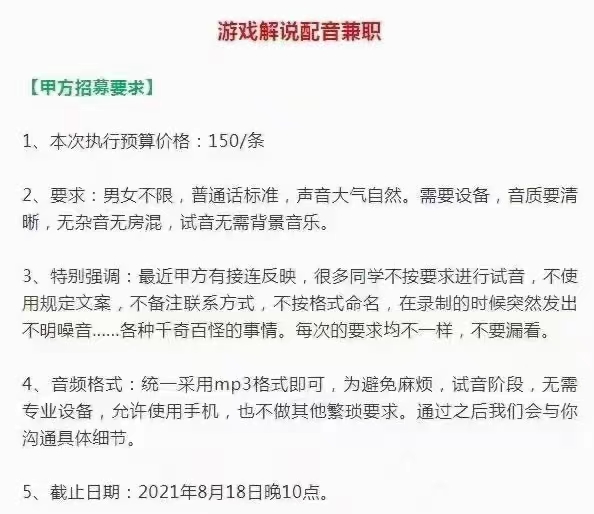 游戏解说配音兼职
【甲方招募要求】
1、本次执行预算价格：150/条
2、要求：男女不限，普通话标准，声音大气自然。需要设备，音质要清
晰，无杂音无房混，试音无需背景音乐。
3、特别强调：最近甲方有接连反映，很多同学不按要求进行试音，不使
用规定文案，不备注联系方式，不按格式命名，在录制的时候突然发出
不明噪音......各种千奇百怪的事情。每次的要求均不一样，不要漏看。
4、音频格式：统一采用mp3格式即可，为避免麻烦，试音阶段，无需
专业设备，允许使用手机，也不做其他繁琐要求。通过之后我们会与你
沟通具体细节。
5、截止日期：2021年8月18日晚10点。